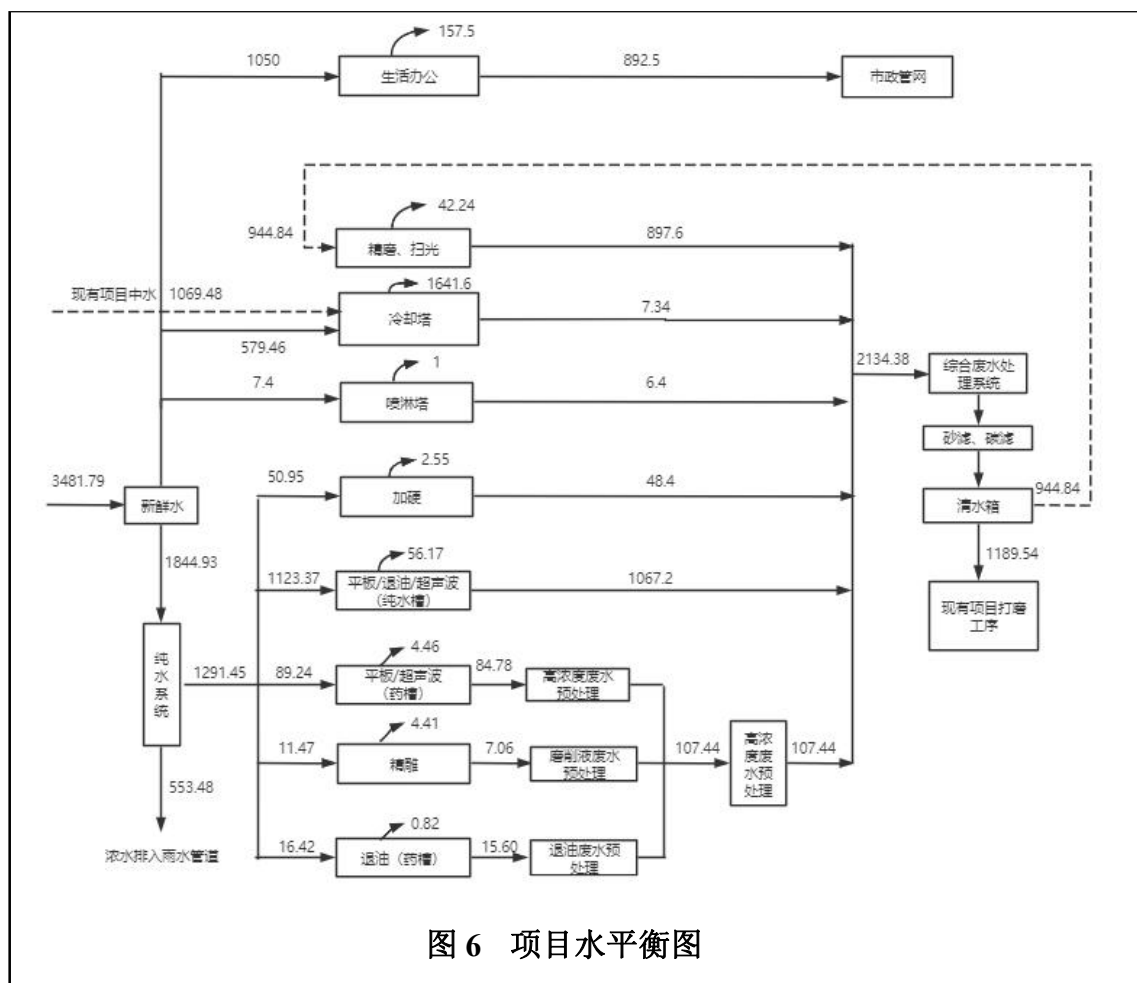 157.5
1050
生活办公
892.5
市政管网
42.24
944.84
精磨、扫光
897.6
现有项目中水
1069.48
1641.6
冷却塔
7.34
579.46
1
7.4
喷淋塔
6.4
2134.38
综合废水处
理系统
砂滤、碳滤
2.55
50.95
加硬
48.4
清水箱
944.84
3481.79
新鲜水
1844.93
56.17
1123.37
平板/退油/超声波
(纯水槽)
1067.2
1189.54
现有项目打磨
工序
纯
水
系
统
1291.45
4.46
89.24
平板/超声波
(药槽)
84.78
高浓度废水
预处理
4.41
11.47
精雕
7.06
磨削液废水
预处理
107.44
高浓
度废
水预
处理
107.44
553.48
浓水排入雨水管道
0.82
16.42
退油（药槽）
15.60
退油废水预
处理
图 6 项目水平衡图